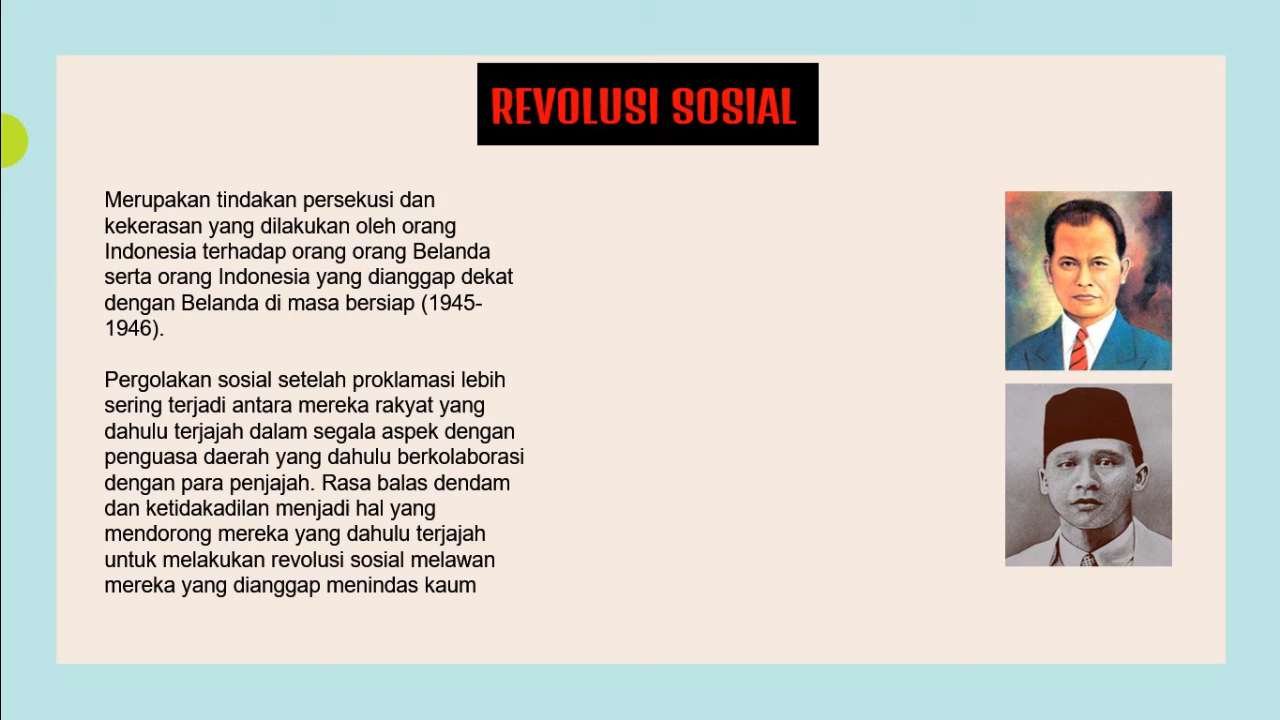 REVOLUSI SOSIAL
Merupakan tindakan persekusi dan
kekerasan yang dilakukan oleh orang
Indonesia terhadap orang orang Belanda
serta orang Indonesia yang dianggap dekat
dengan Belanda di masa bersiap (1945-
1946).
Pergolakan sosial setelah proklamasi lebih
sering terjadi antara mereka rakyat yang
dahulu terjajah dalam segala aspek dengan
penguasa daerah yang dahulu berkolaborasi
dengan para penjajah. Rasa balas dendam
dan ketidakadilan menjadi hal yang
mendorong mereka yang dahulu terjajah
untuk melakukan revolusi sosial melawan
mereka yang dianggap menindas kaum